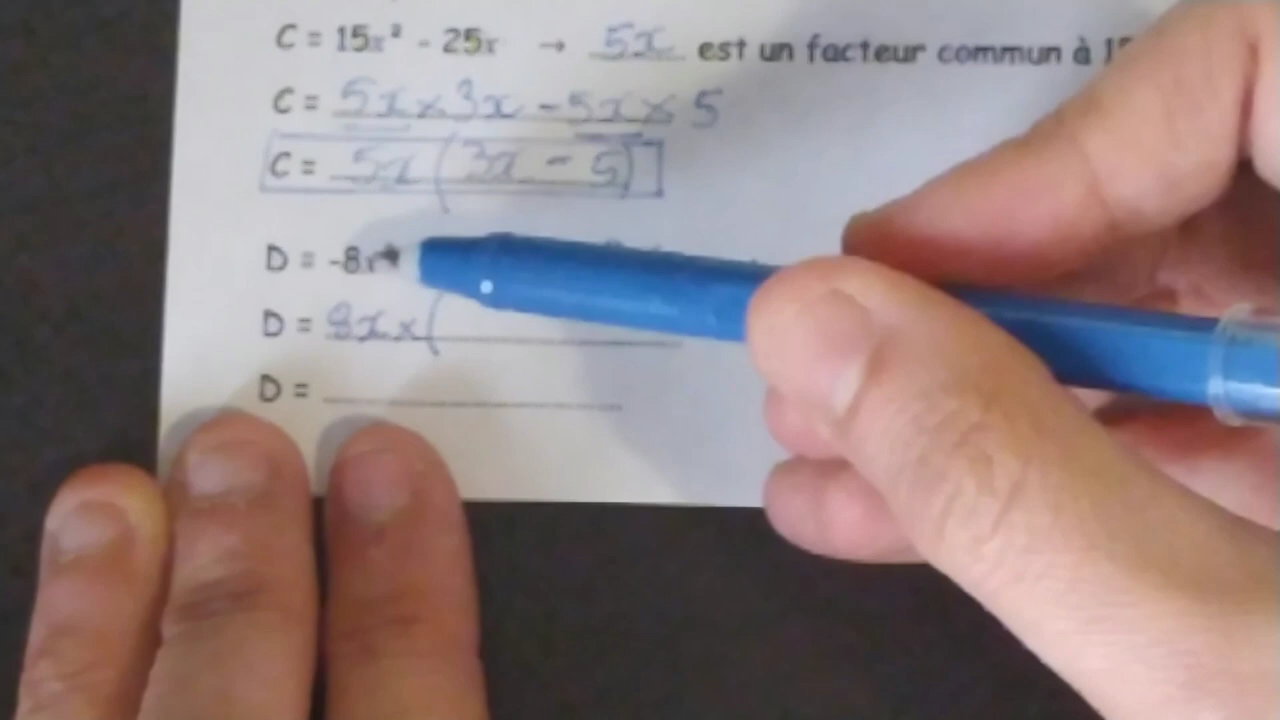 C = 15x² - 25x → 5x est un facteur commun à
C = 5x x 3x - 5x x 5
C = 5x (3x - 5)
D = -8x
D = 8x x (
D =